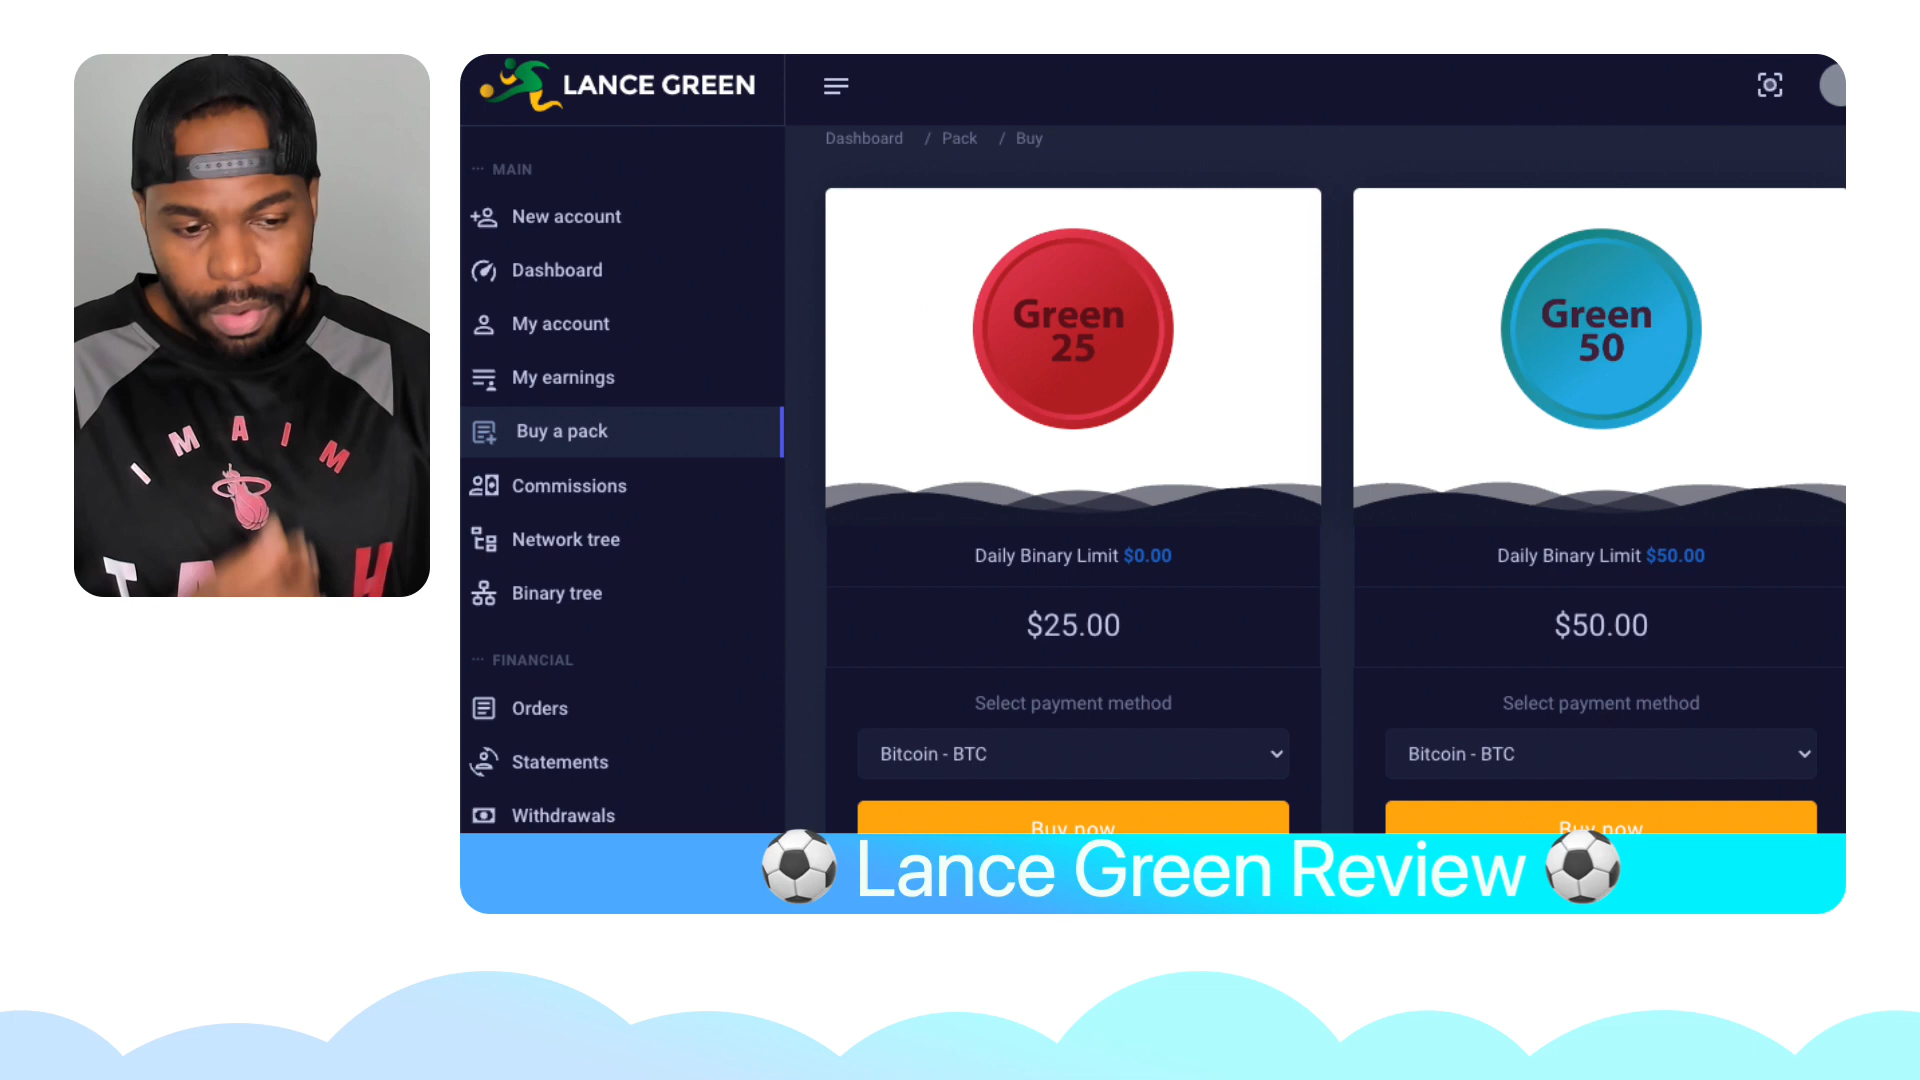 I M A I M
T A H
LANCE GREEN
Dashboard / Pack / Buy
MAIN
New account
Dashboard
My account
My earnings
Buy a pack
Commissions
Network tree
Binary tree
FINANCIAL
Orders
Statements
Withdrawals
Green
25
Daily Binary Limit $0.00
$25.00
Select payment method
Bitcoin - BTC
Buy now
Green
50
Daily Binary Limit $50.00
$50.00
Select payment method
Bitcoin - BTC
Buy now
Lance Green Review